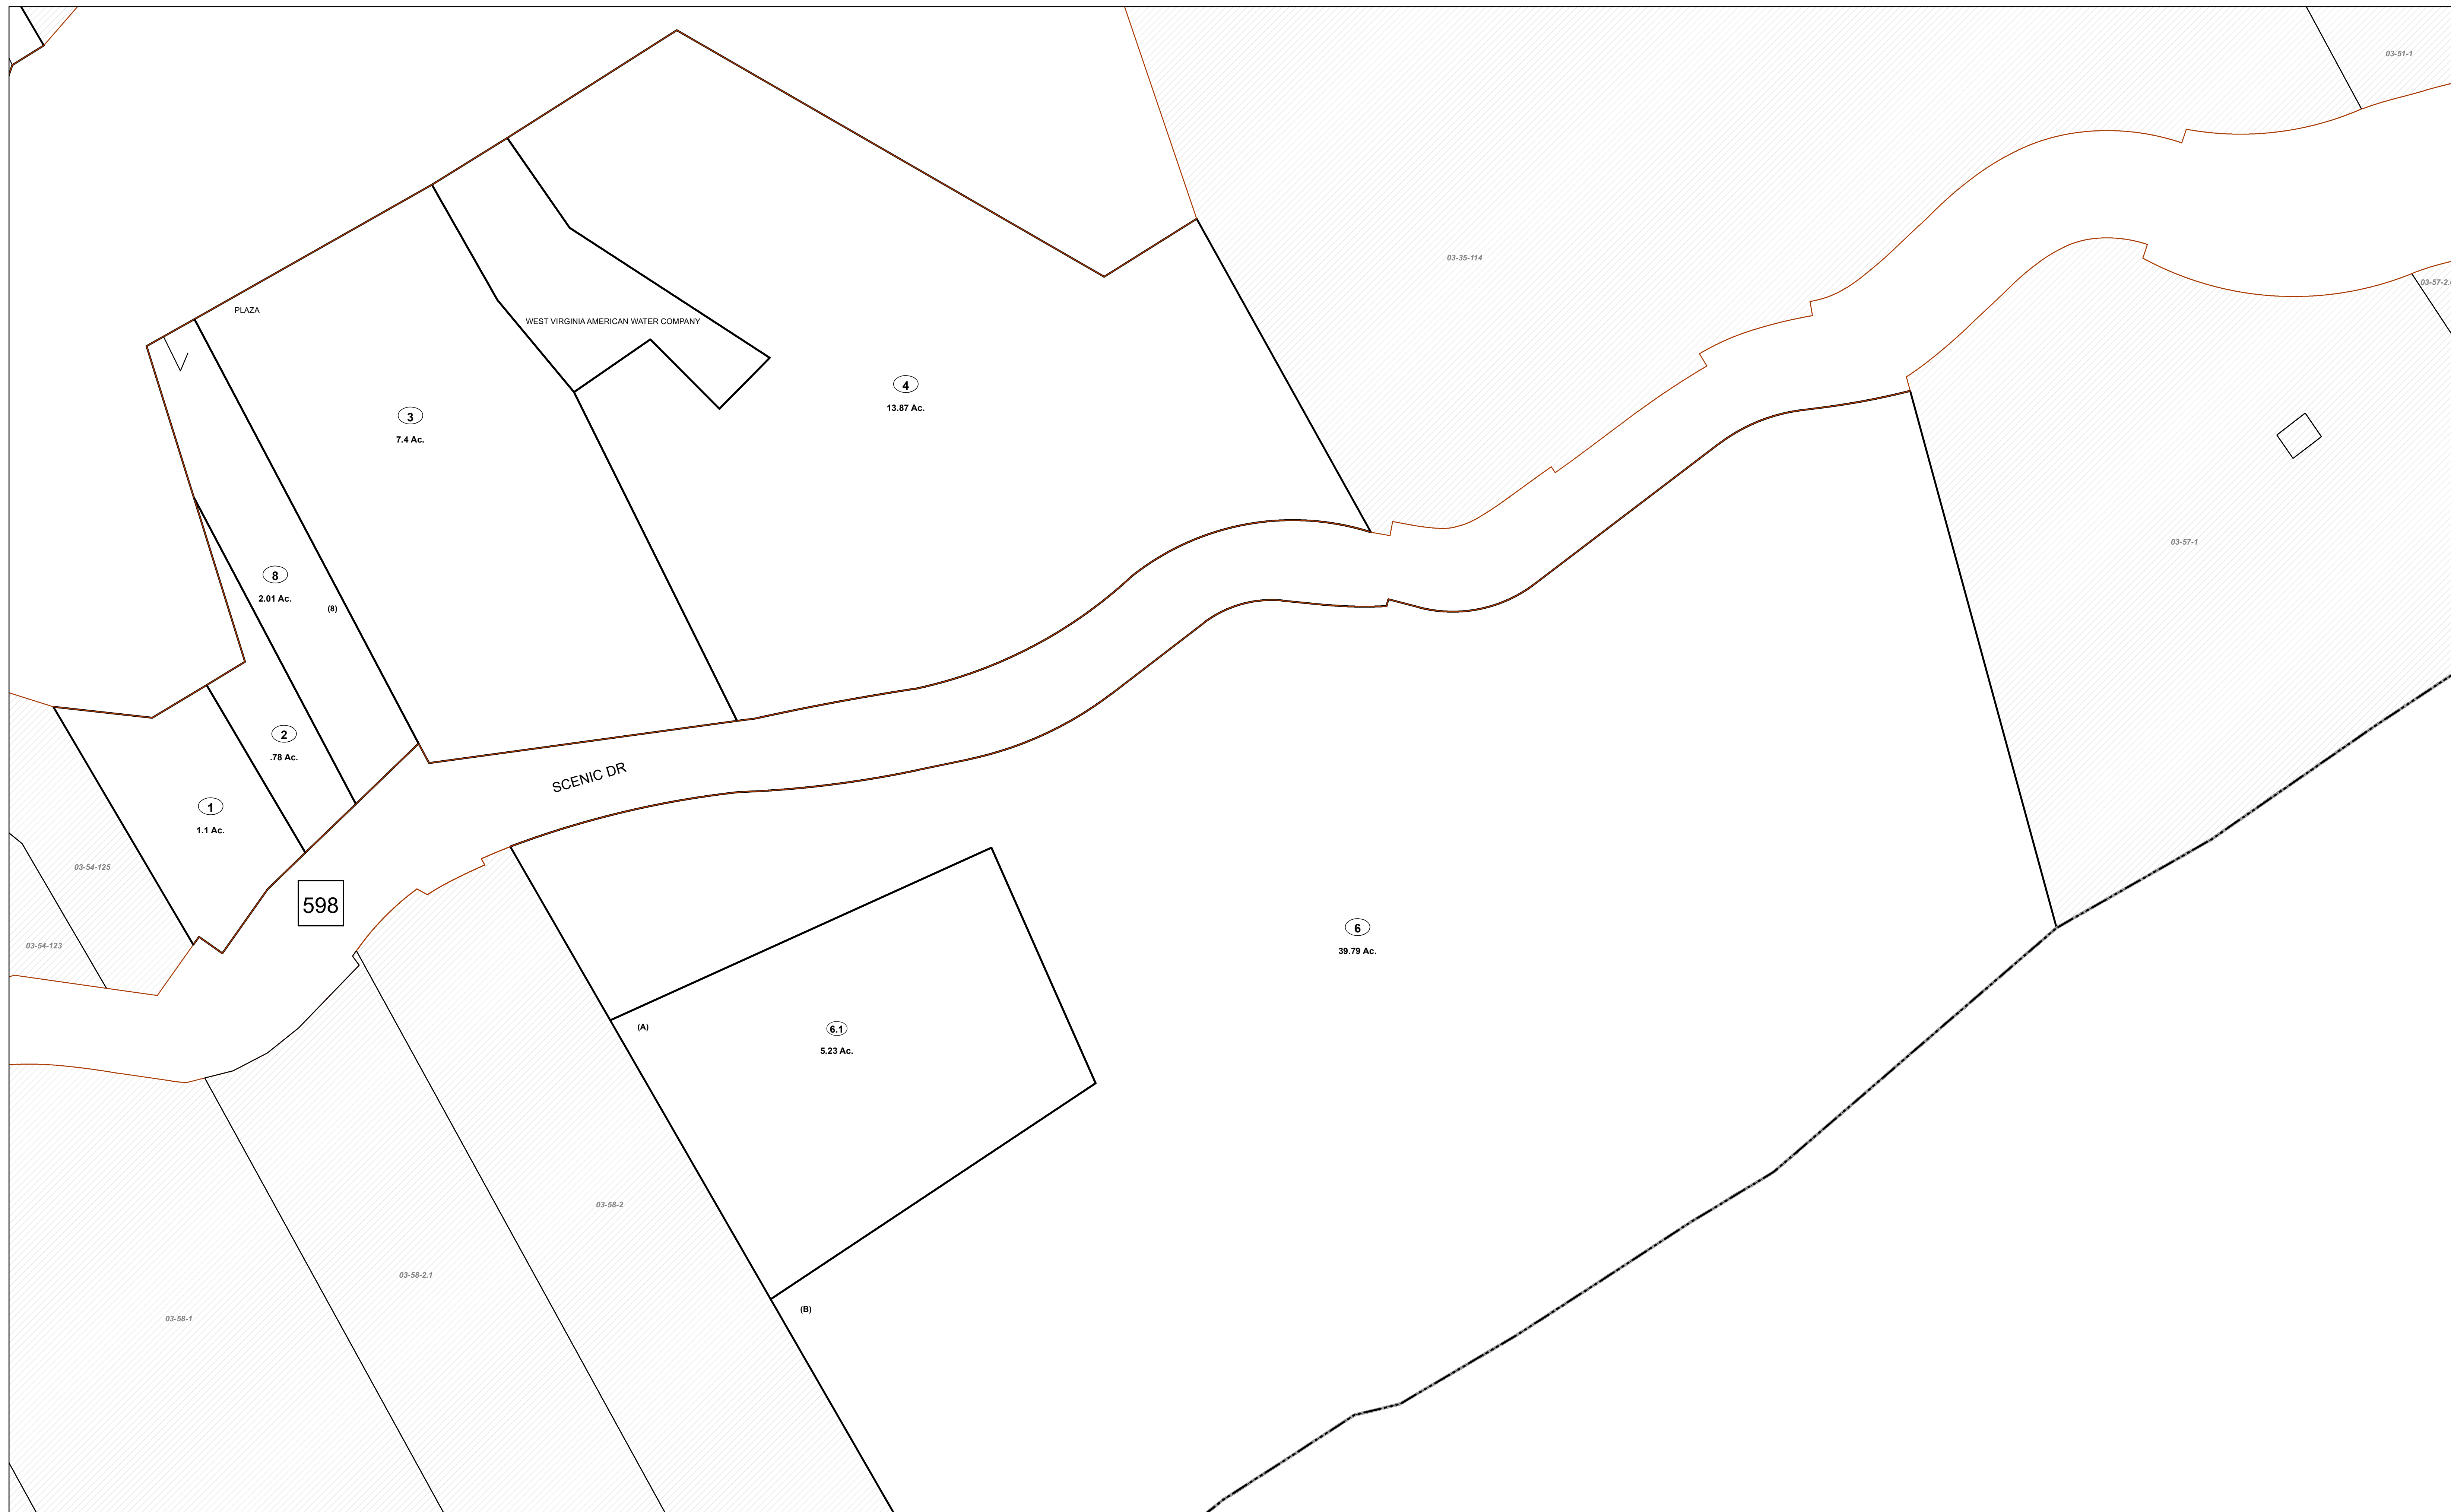 03-51-1
03-35-114
03-57-2.
PLAZA
WEST VIRGINIA AMERICAN WATER COMPANY
4
13.87 Ac.
3
7.4 Ac.
03-57-1
8
2.01 Ac.
(8)
2
.78 Ac.
SCENIC DR
1
1.1 Ac.
03-54-125
598
03-54-123
6
39.79 Ac.
(A)
6.1
5.23 Ac.
03-58-2
03-58-2.1
(B)
03-58-1